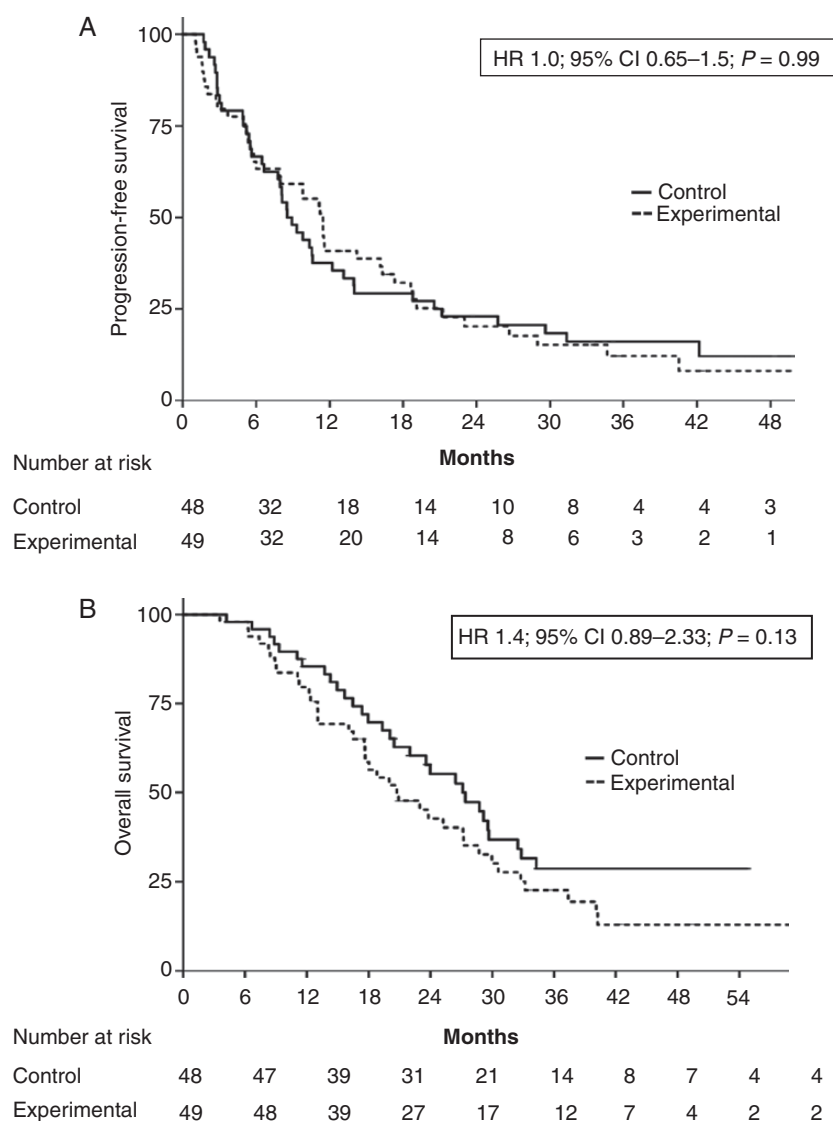 A
100
75
50
25
0
Progression-free survival
HR 1.0; 95% CI 0.65–1.5; P = 0.99
Control
Experimental
0 6 12 18 24 30 36 42 48
Months
Number at risk
Control 48 32 18 14 10 8 4 4 3
Experimental 49 32 20 14 8 6 3 2 1
B
100
75
50
25
0
Overall survival
HR 1.4; 95% CI 0.89–2.33; P = 0.13
Control
Experimental
0 6 12 18 24 30 36 42 48 54
Months
Number at risk
Control 48 47 39 31 21 14 8 7 4 4
Experimental 49 48 39 27 17 12 7 4 2 2